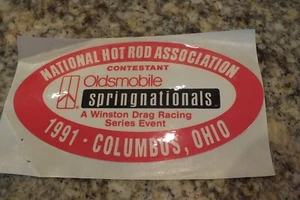 NATIONAL HOT ROD ASSOCIATION
CONTESTANT
Oldsmobile
springnationals
A Winston Drag Racing
Series Event
1991 · COLUMBUS, OHIO